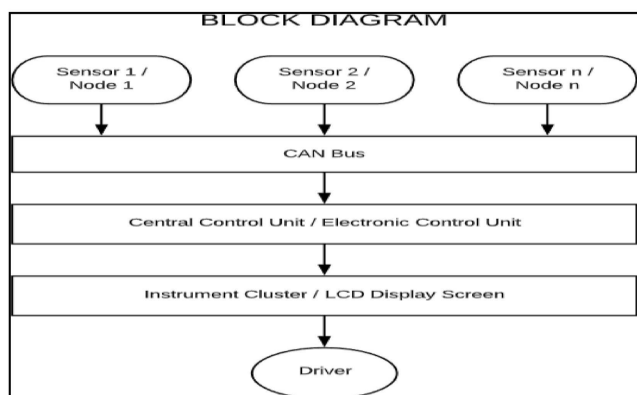 BLOCK DIAGRAM
Sensor 1 /
Node 1
Sensor 2 /
Node 2
Sensor n /
Node n
CAN Bus
Central Control Unit / Electronic Control Unit
Instrument Cluster / LCD Display Screen
Driver